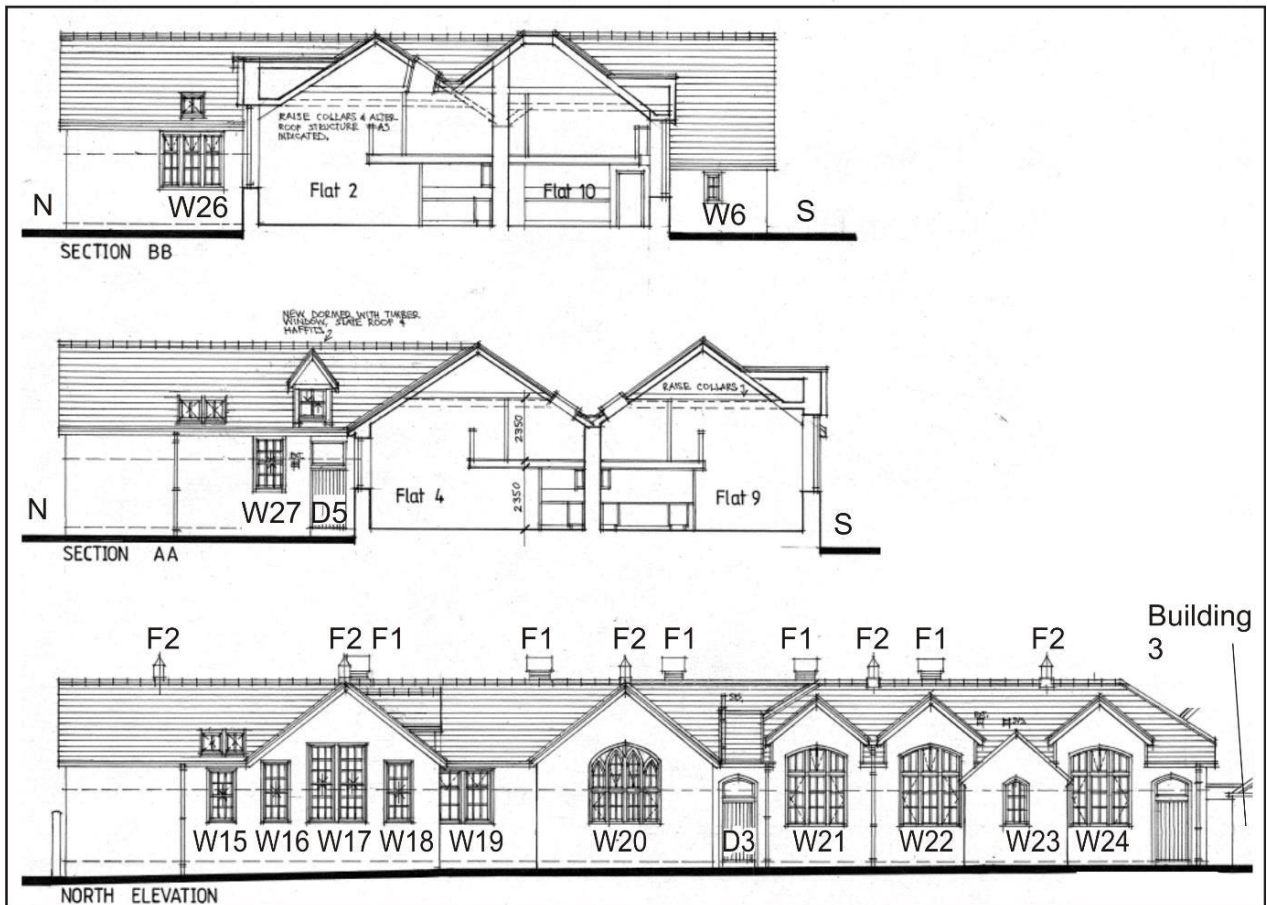 RAISE COLLARS & ALTER
ROOF STRUCTURE AS
INDICATED.
Flat 2
Flat 10
N
W26
W6
S
SECTION BB
NEW DORMER WITH TIMBER
WINDOW, SLATE ROOF &
HAFFITS
RAISE COLLARS
2350
2350
Flat 4
Flat 9
N
W27
D5
S
SECTION AA
Building
3
F2
F2
F1
F1
F2
F1
F1
F2
F1
F2
W15
W16
W17
W18
W19
W20
D3
W21
W22
W23
W24
NORTH ELEVATION